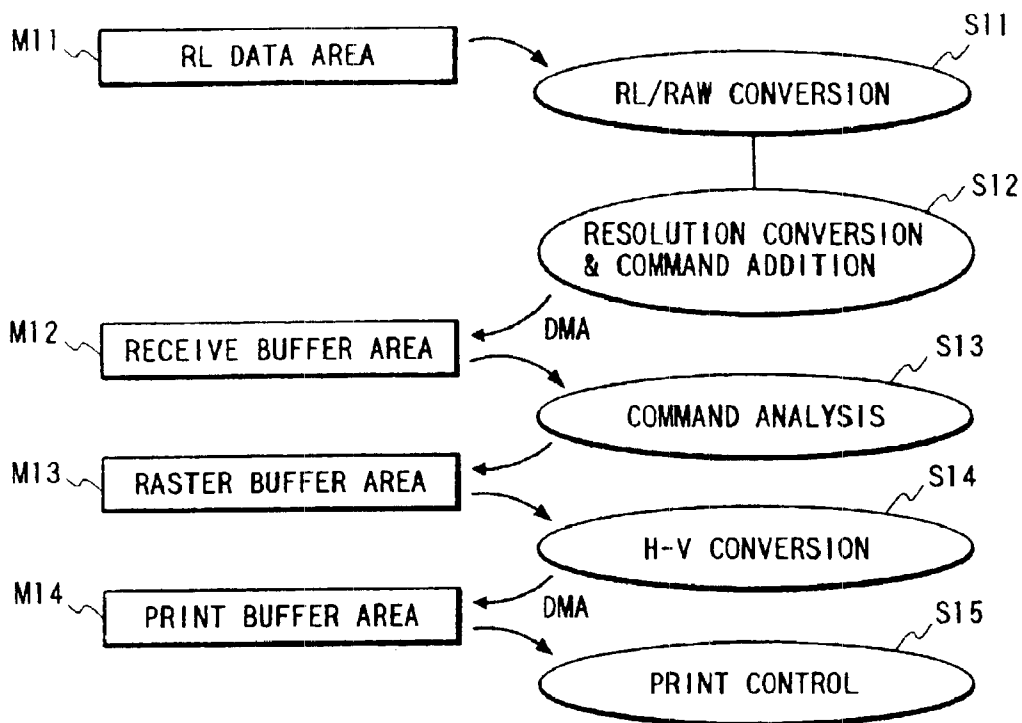 M11
RL DATA AREA
S11
RL/RAW CONVERSION
S12
RESOLUTION CONVERSION
& COMMAND ADDITION
DMA
M12
RECEIVE BUFFER AREA
S13
COMMAND ANALYSIS
M13
RASTER BUFFER AREA
S14
H-V CONVERSION
DMA
M14
PRINT BUFFER AREA
S15
PRINT CONTROL